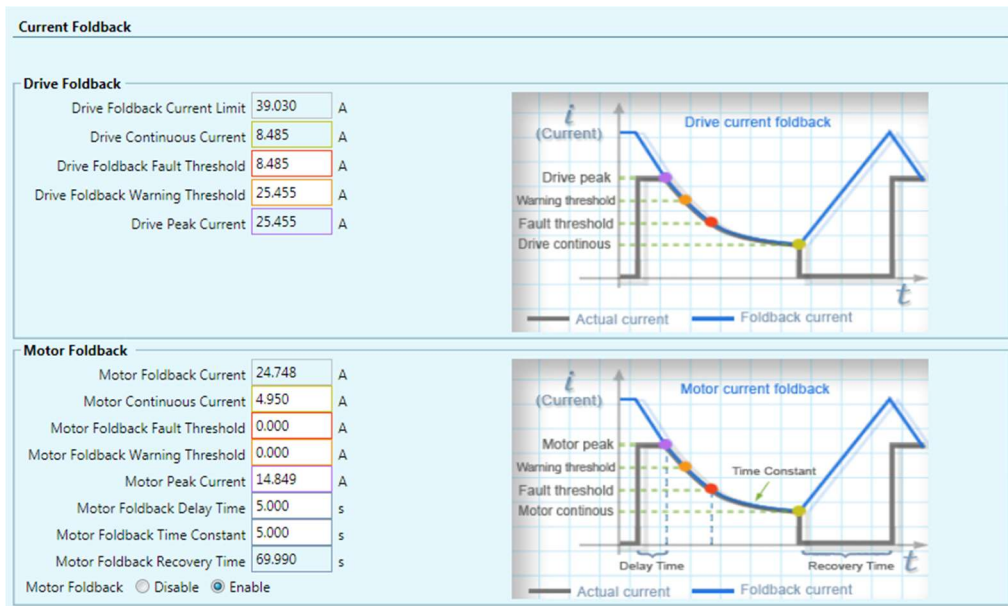 Current Foldback
Drive Foldback
Drive Foldback Current Limit 39.030 A
Drive Continuous Current 8.485 A
Drive Foldback Fault Threshold 8.485 A
Drive Foldback Warning Threshold 25.455 A
Drive Peak Current 25.455 A
i
(Current)
Drive current foldback
Drive peak
Warning threshold
Fault threshold
Drive continous
t
Actual current
Foldback current
Motor Foldback
Motor Foldback Current 24.748 A
Motor Continuous Current 4.950 A
Motor Foldback Fault Threshold 0.000 A
Motor Foldback Warning Threshold 0.000 A
Motor Peak Current 14.849 A
Motor Foldback Delay Time 5.000 s
Motor Foldback Time Constant 5.000 s
Motor Foldback Recovery Time 69.990 s
Motor Foldback Disable Enable
i
(Current)
Motor current foldback
Motor peak
Warning threshold
Time Constant
Fault threshold
Motor continous
Delay Time
Recovery Time
t
Actual current
Foldback current